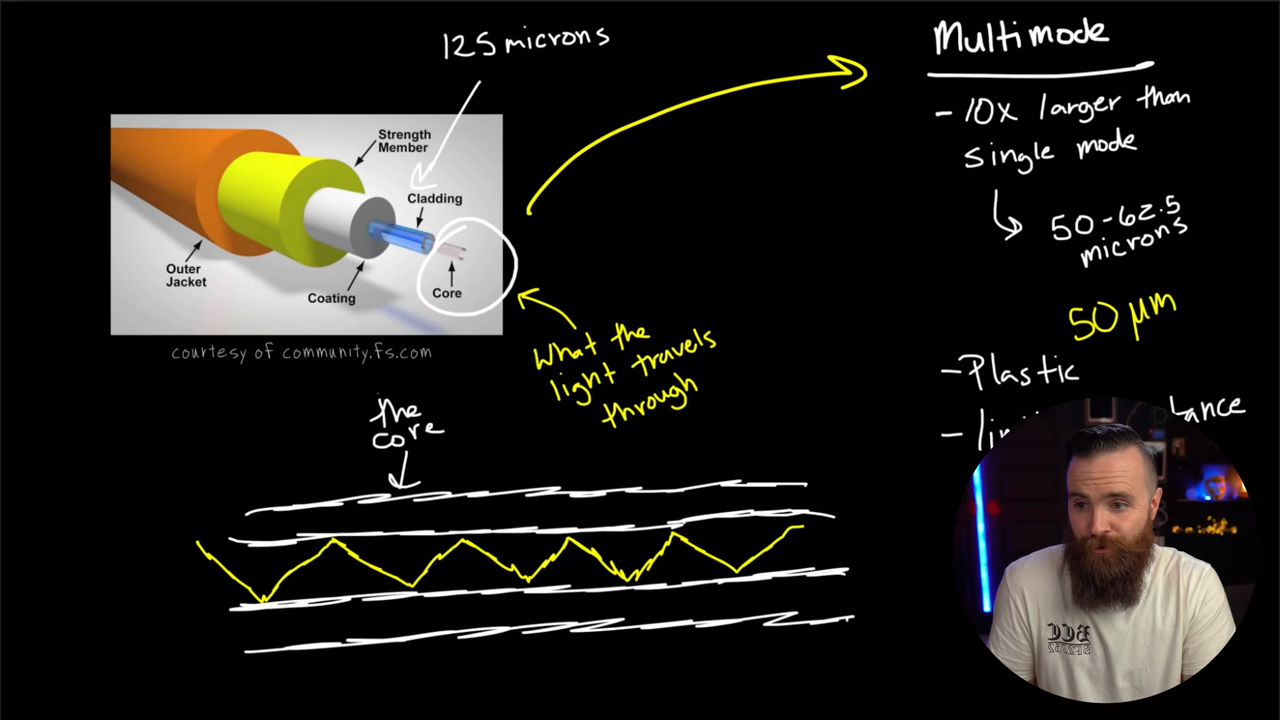 125 microns
Multimode
- 10x larger than
single mode
50-62.5
microns
50 μm
- Plastic
-
Strength
Member
Cladding
Outer
Jacket
Coating
Core
courtesy of community.fs.com
What the
light travels
through
the
core